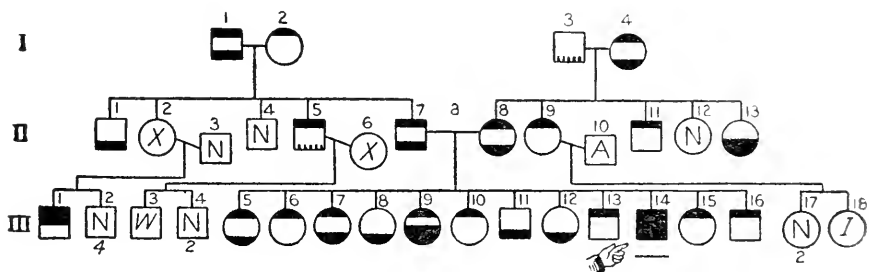 I 1 2 3 4
a
II 1 2 3 4 5 6 7 8 9 10 11 12 13
X N N X A N
III 1 2 3 4 5 6 7 8 9 10 11 12 13 14 15 16 17 18
N W N N I
4 2 2